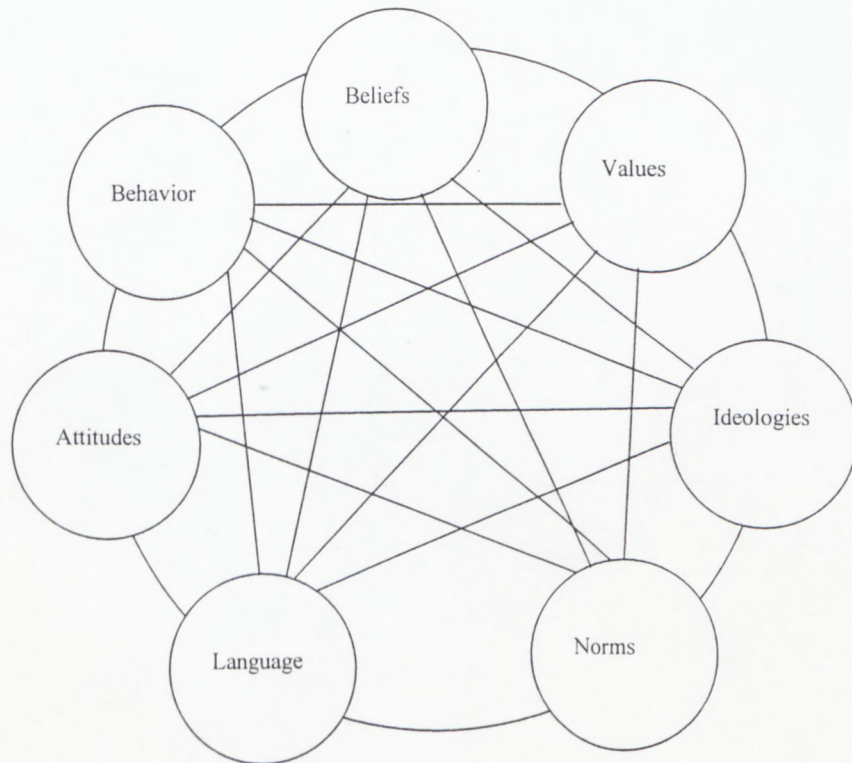 Beliefs
Values
Behavior
Ideologies
Attitudes
Norms
Language